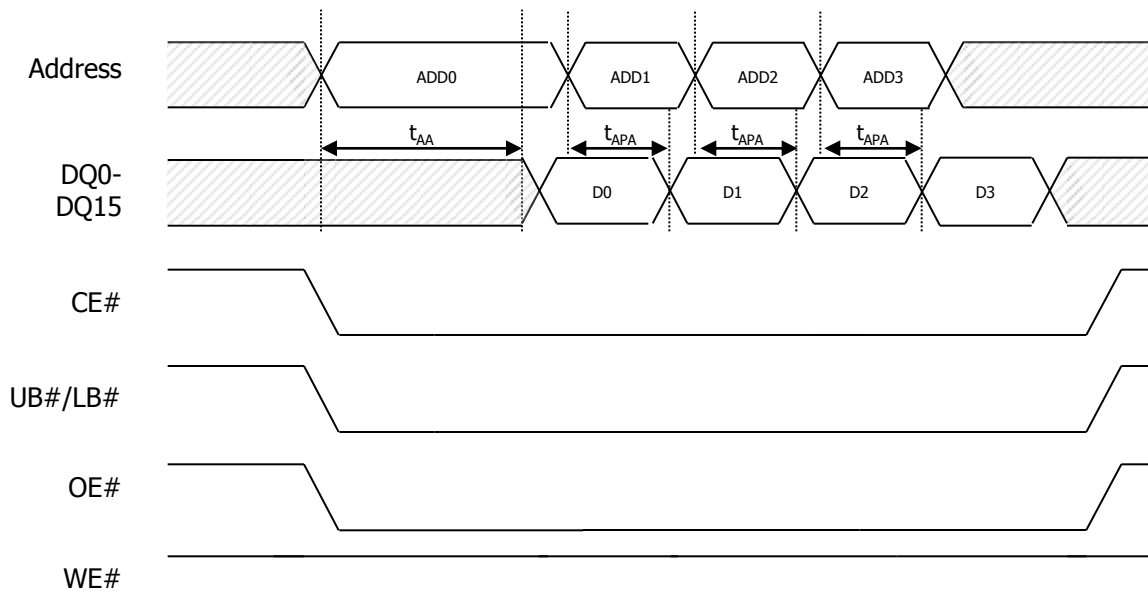 Address
ADD0 ADD1 ADD2 ADD3
tAA tAPA tAPA tAPA
DQ0-
DQ15
D0 D1 D2 D3
CE#
UB#/LB#
OE#
WE#